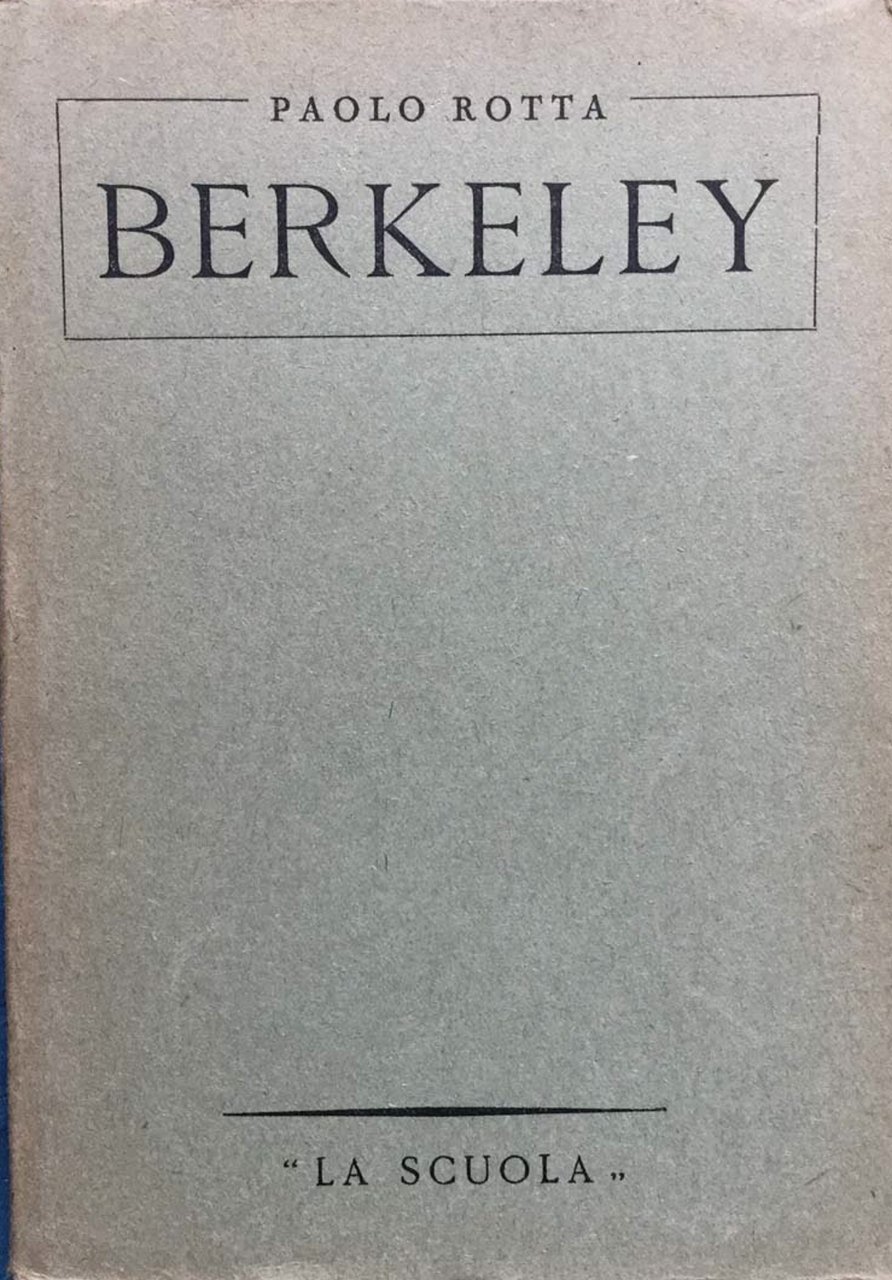 PAOLO ROTTA
BERKELEY
“ LA SCUOLA „